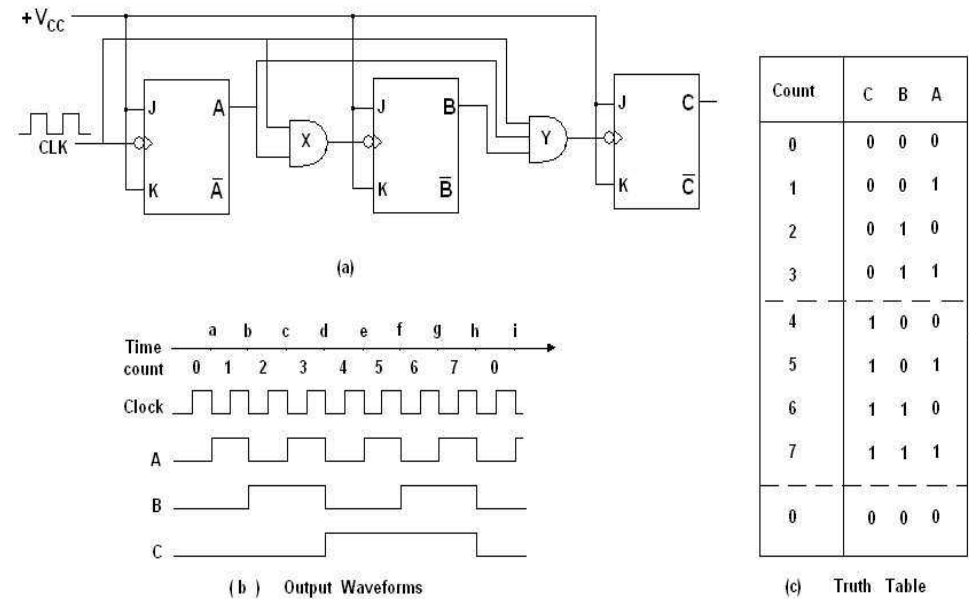 +VCC
J A J B J C
CLK X Y
K A̅ K B̅ K C̅
(a)
a b c d e f g h i
Time
count 0 1 2 3 4 5 6 7 0
Clock
A
B
C
( b ) Output Waveforms
Count C B A
0 0 0 0
1 0 0 1
2 0 1 0
3 0 1 1
4 1 0 0
5 1 0 1
6 1 1 0
7 1 1 1
0 0 0 0
(c) Truth Table